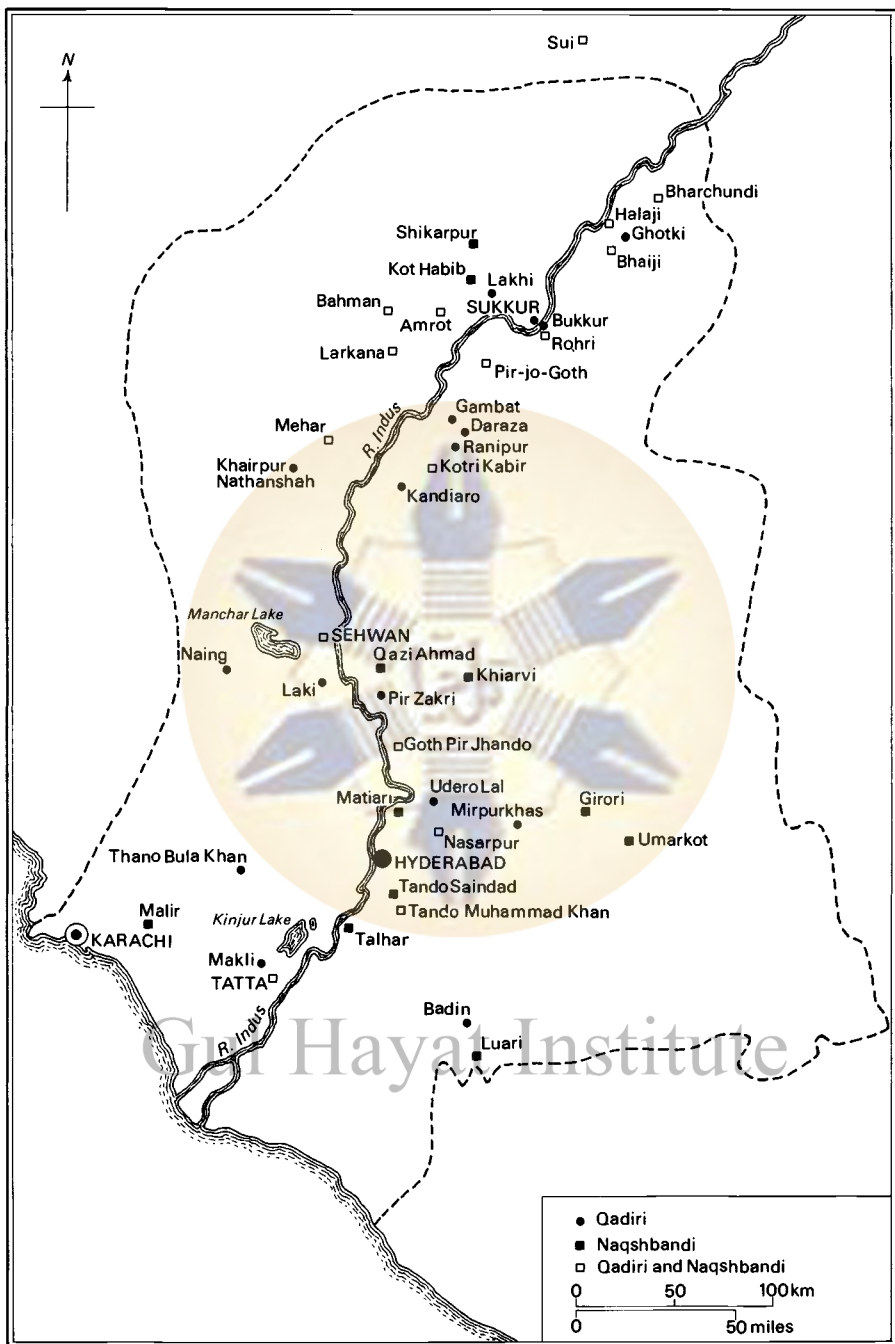 Sui
N
Bharchundi
Halaji
Ghotki
Shikarpur
Bhaiji
Kot Habib
Lakhi
Bahman
SUKKUR
Bukkur
Amrot
Rohri
Larkana
Pir-jo-Goth
R. Indus
Gambat
Mehar
Daraza
Ranipur
Khairpur
Nathanshah
Kotri Kabir
Kandiaro
Manchar Lake
SEHWAN
Naing
Qazi Ahmad
Laki
Khiarvi
Pir Zakri
Goth Pir Jhando
Matiari
Udero Lal
Mirpurkhas
Girori
Nasarpur
Umarkot
HYDERABAD
Thano Bula Khan
Tando Saindad
Tando Muhammad Khan
Malir
Kinjur Lake
Talhar
KARACHI
Makli
TATTA
Badin
R. Indus
Luari
Gul Hayat Institute
Qadiri
Naqshbandi
Qadiri and Naqshbandi
0 50 100 km
0 50 miles